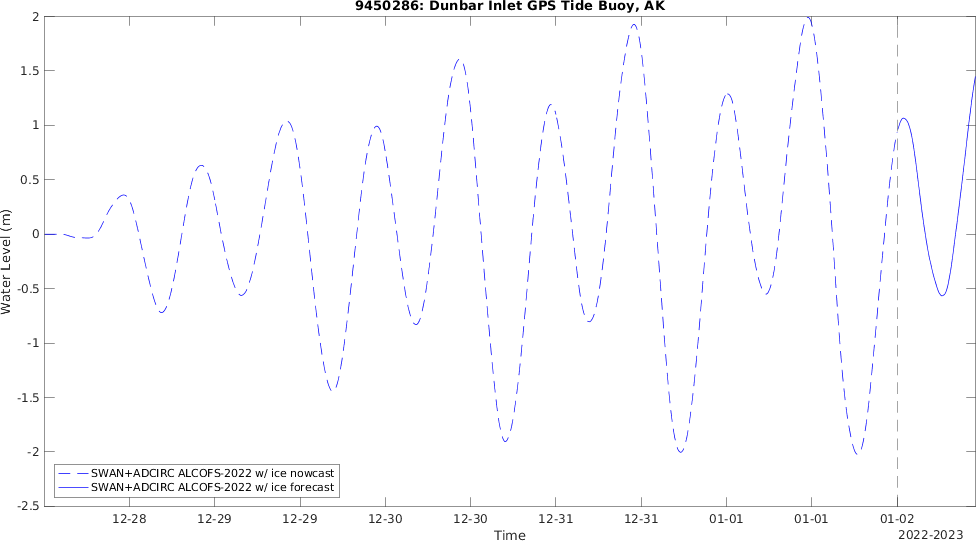 9450286: Dunbar Inlet GPS Tide Buoy, AK
2
1.5
1
0.5
0
-0.5
-1
-1.5
-2
-2.5
Water Level (m)
SWAN+ADCIRC ALCOFS-2022 w/ ice nowcast
SWAN+ADCIRC ALCOFS-2022 w/ ice forecast
12-28 12-29 12-29 12-30 12-30 12-31 12-31 01-01 01-01 01-02
Time
2022-2023